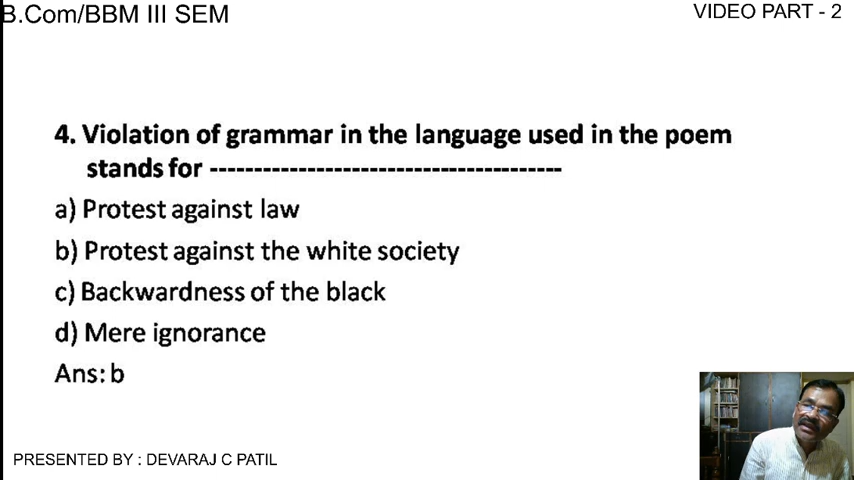 B.Com/BBM III SEM
VIDEO PART - 2
4. Violation of grammar in the language used in the poem
stands for ----------------------------------------
a) Protest against law
b) Protest against the white society
c) Backwardness of the black
d) Mere ignorance
Ans: b
PRESENTED BY : DEVARAJ C PATIL